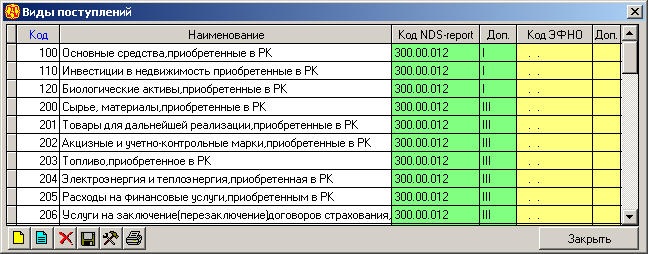 Виды поступлений
Код Наименование Код NDS-report Доп. Код ЭФНО Доп.
100 Основные средства,приобретенные в РК 300.00.012 I . .
110 Инвестиции в недвижимость приобретенные в РК 300.00.012 I . .
120 Биологические активы,приобретенные в РК 300.00.012 I . .
200 Сырье, материалы,приобретенные в РК 300.00.012 III . .
201 Товары для дальнейшей реализации,приобретенные в РК 300.00.012 III . .
202 Акцизные и учетно-контрольные марки,приобретенные в РК 300.00.012 III . .
203 Топливо,приобретенное в РК 300.00.012 III . .
204 Электроэнергия и теплоэнергия,приобретенная в РК 300.00.012 III . .
205 Расходы на финансовые услуги,приобретенным в РК 300.00.012 III . .
206 Услуги на заключение(перезаключение)договоров страхования, 300.00.012 III . .
Закрыть